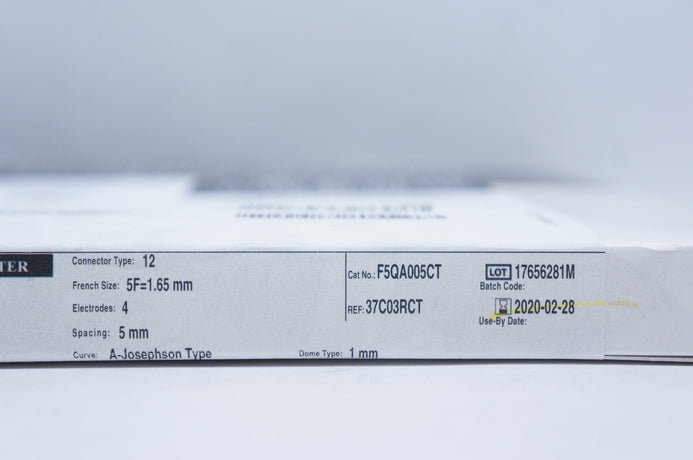 TER
Connector Type: 12
French Size: 5F=1.65 mm
Electrodes: 4
Spacing: 5 mm
Curve: A-Josephson Type
Dome Type: 1 mm
Cat No.: F5QA005CT
REF: 37C03RCT
LOT 17656281M
Batch Code:
2020-02-28
Use-By Date: